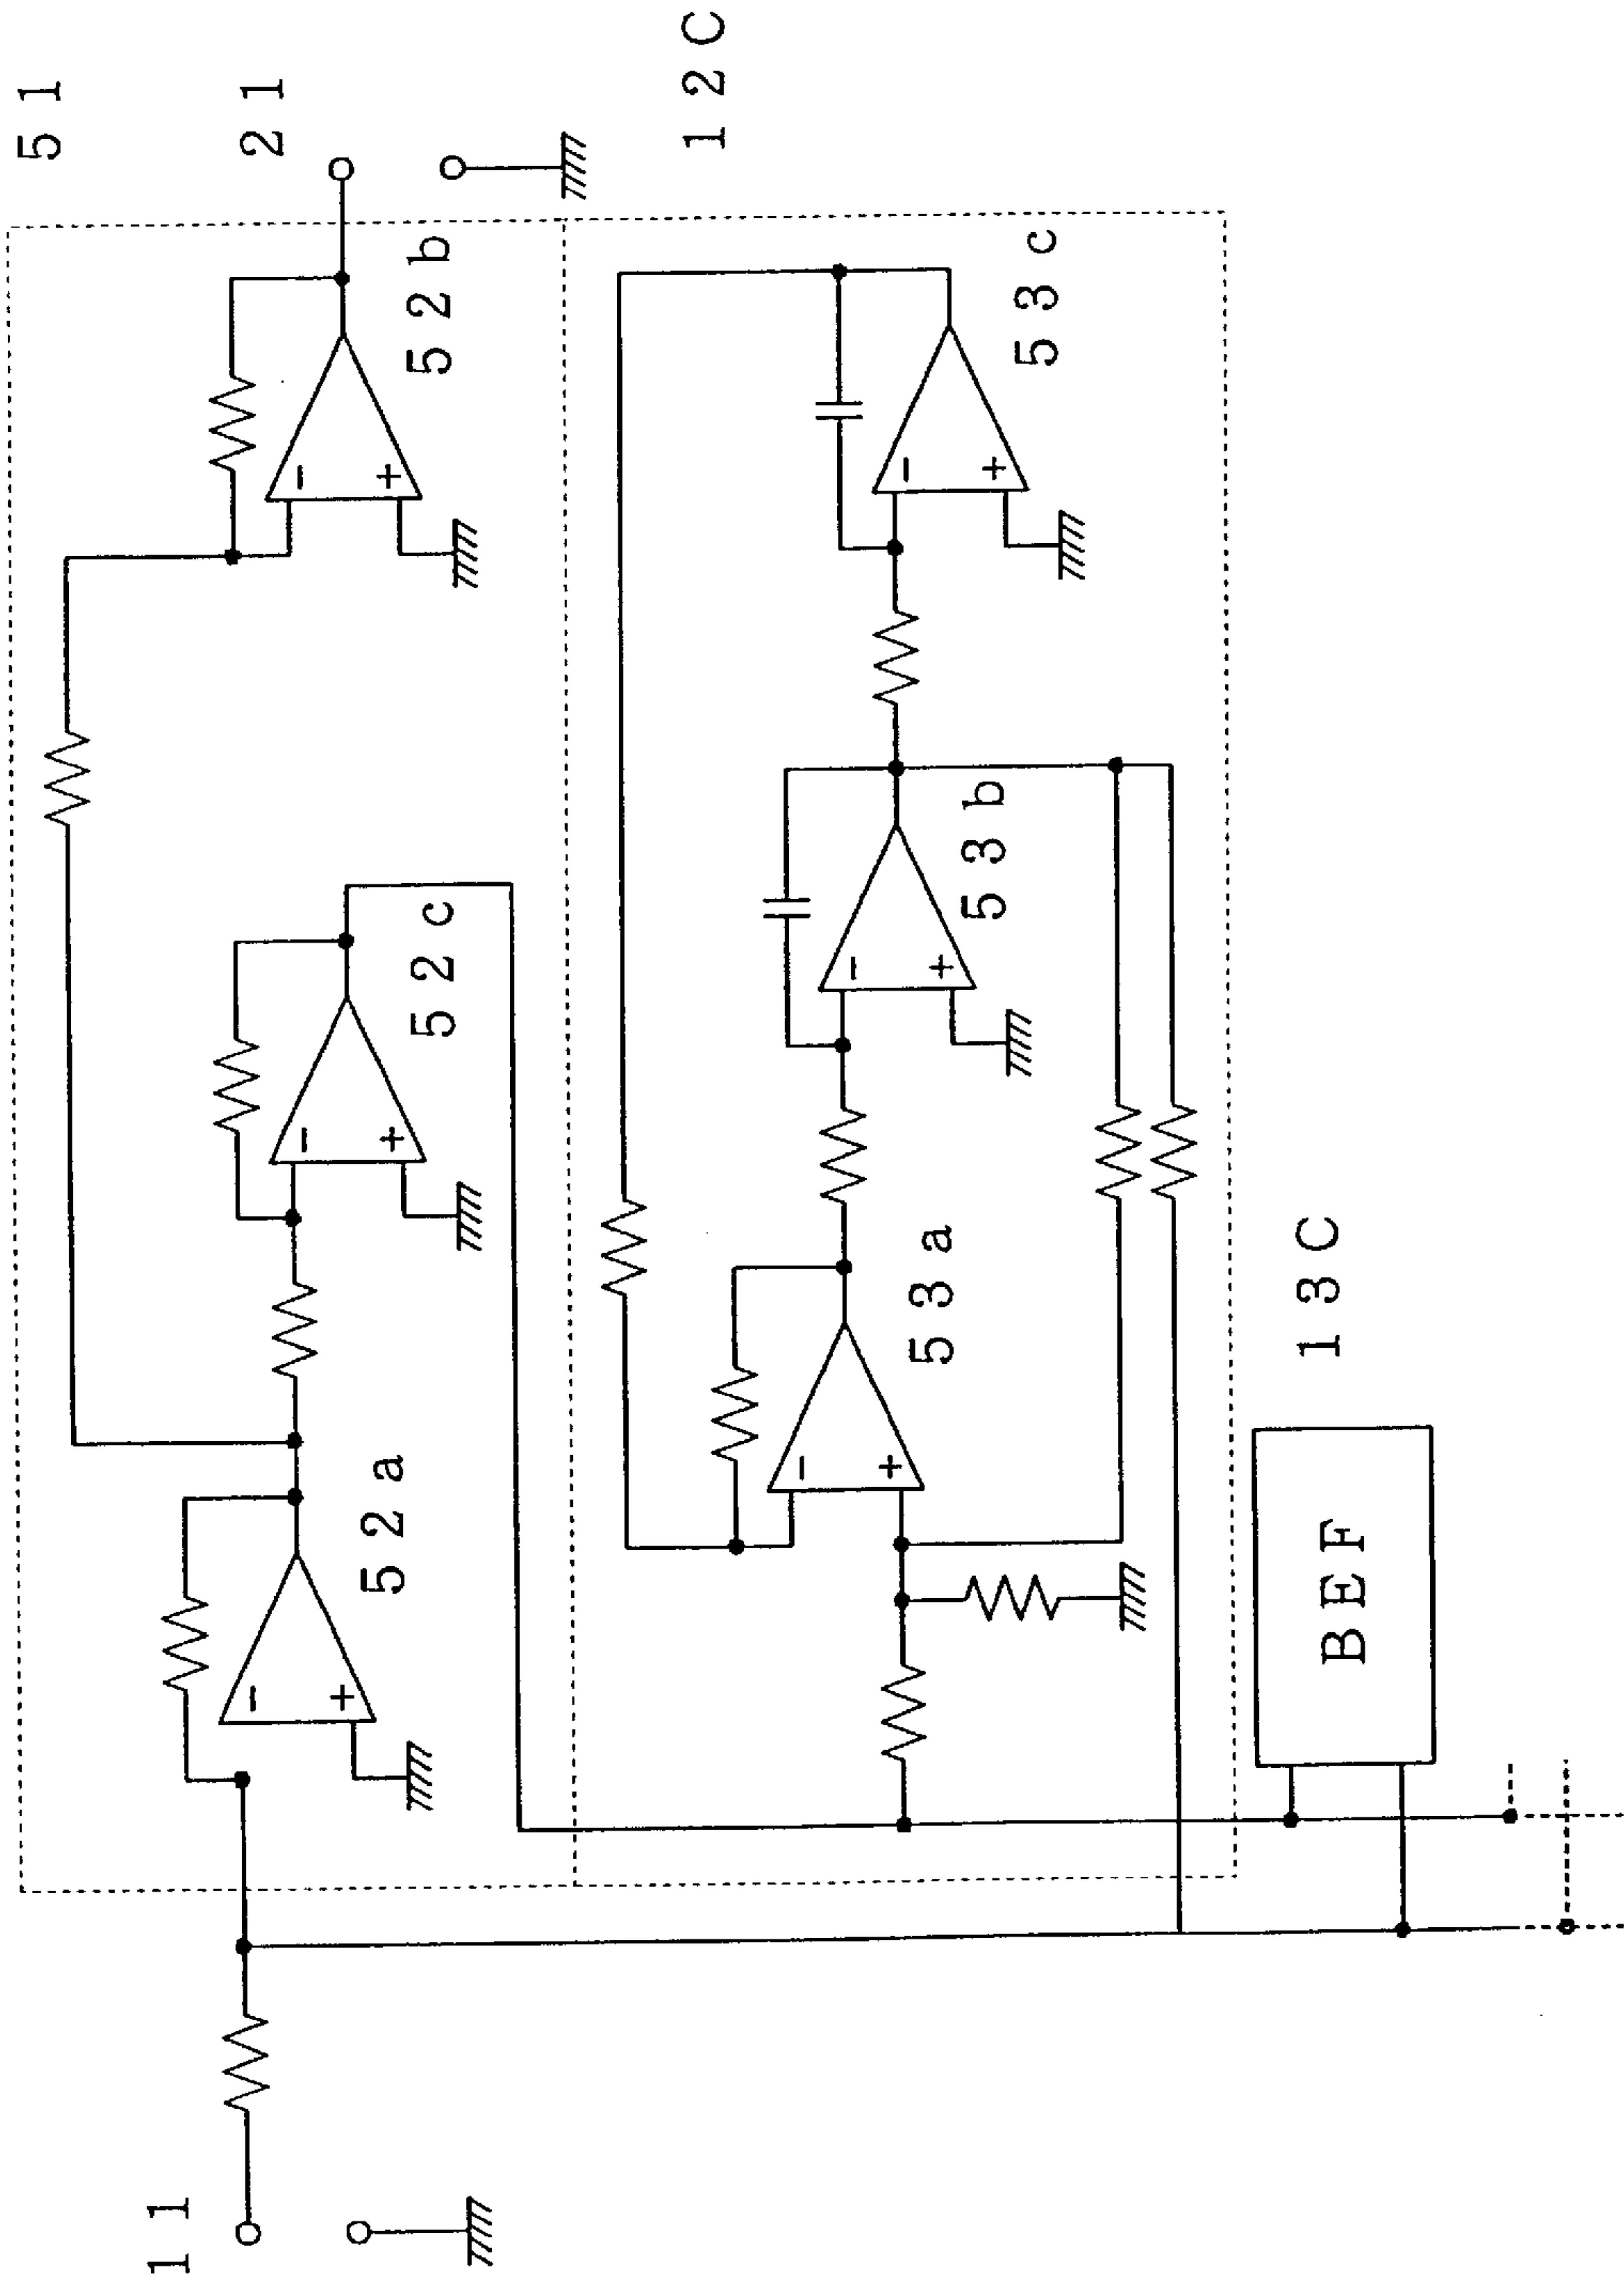 51
21
11
52a
52c
52b
12C
53a
53b
53c
13C
BEF
- +
- +
- +
- +
- +
- +